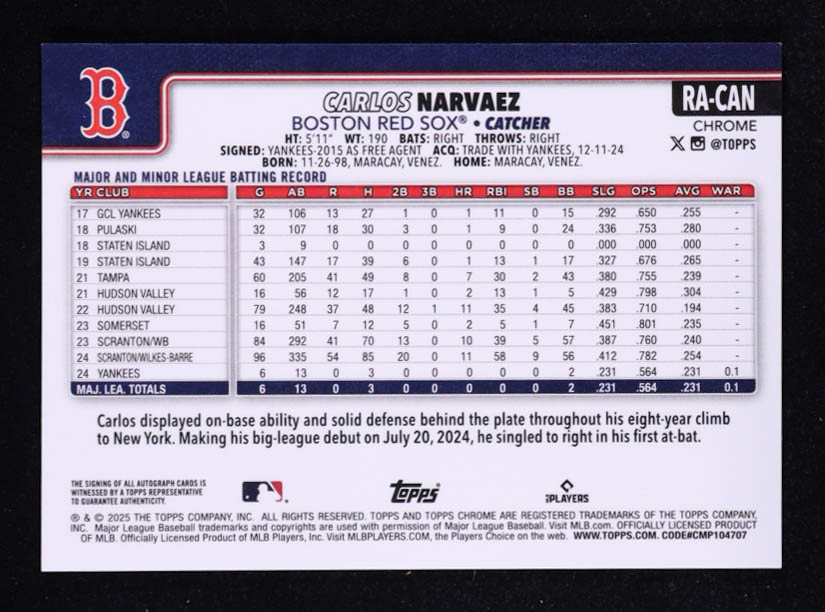 B
CARLOS NARVAEZ
RA-CAN
BOSTON RED SOX® • CATCHER
CHROME
HT: 5'11" WT: 190 BATS: RIGHT THROWS: RIGHT
X @TOPPS
SIGNED: YANKEES-2015 AS FREE AGENT ACQ: TRADE WITH YANKEES, 12-11-24
BORN: 11-26-98, MARACAY, VENEZ. HOME: MARACAY, VENEZ.
MAJOR AND MINOR LEAGUE BATTING RECORD
YR CLUB G AB R H 2B 3B HR RBI SB BB SLG OPS AVG WAR
17 GCL YANKEES 32 106 13 27 1 0 1 11 0 15 .292 .650 .255 -
18 PULASKI 32 107 18 30 3 0 1 9 0 24 .336 .753 .280 -
18 STATEN ISLAND 3 9 0 0 0 0 0 0 0 0 .000 .000 .000 -
19 STATEN ISLAND 43 147 17 39 6 0 1 13 1 17 .327 .676 .265 -
21 TAMPA 60 205 41 49 8 0 7 30 2 43 .380 .755 .239 -
21 HUDSON VALLEY 16 56 12 17 1 0 2 13 1 5 .429 .798 .304 -
22 HUDSON VALLEY 79 248 37 48 12 1 11 35 4 45 .383 .710 .194 -
23 SOMERSET 16 51 7 12 5 0 2 5 1 7 .451 .801 .235 -
23 SCRANTON/WB 84 292 41 70 13 0 10 39 5 57 .387 .760 .240 -
24 SCRANTON/WILKES-BARRE 96 335 54 85 20 0 11 58 9 56 .412 .782 .254 -
24 YANKEES 6 13 0 3 0 0 0 0 0 2 .231 .564 .231 0.1
MAJ. LEA. TOTALS 6 13 0 3 0 0 0 0 0 2 .231 .564 .231 0.1
Carlos displayed on-base ability and solid defense behind the plate throughout his eight-year climb
to New York. Making his big-league debut on July 20, 2024, he singled to right in his first at-bat.
THE SIGNING OF ALL AUTOGRAPH CARDS IS
WITNESSED BY A TOPPS REPRESENTATIVE
TO GUARANTEE AUTHENTICITY.
Topps®
PLAYERS
® & © 2025 THE TOPPS COMPANY, INC. ALL RIGHTS RESERVED. TOPPS AND TOPPS CHROME ARE REGISTERED TRADEMARKS OF THE TOPPS COMPANY,
INC. Major League Baseball trademarks and copyrights are used with permission of Major League Baseball. Visit MLB.com. OFFICIALLY LICENSED PRODUCT
OF MLB. Officially Licensed Product of MLB Players, Inc. Visit MLBPLAYERS.COM, the Players Choice on the web. WWW.TOPPS.COM. CODE#CMP104707